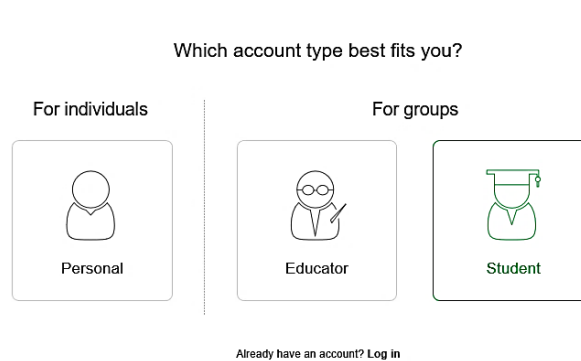 Which account type best fits you?
For individuals
For groups
Personal
Educator
Student
Already have an account? Log in